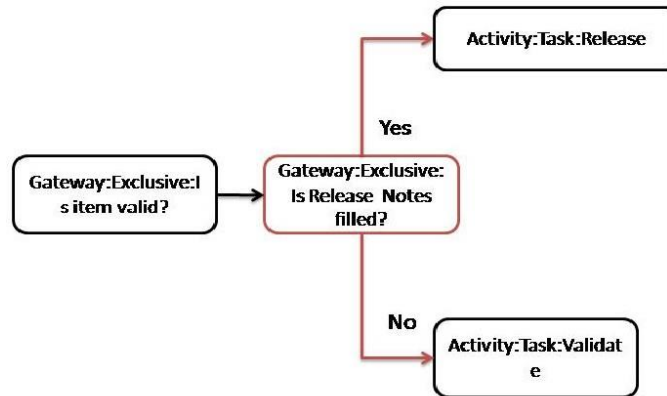 Activity:Task:Release
Yes
Gateway:Exclusive:I
s item valid?
Gateway:Exclusive:
Is Release Notes
filled?
No
Activity:Task:Validat
e